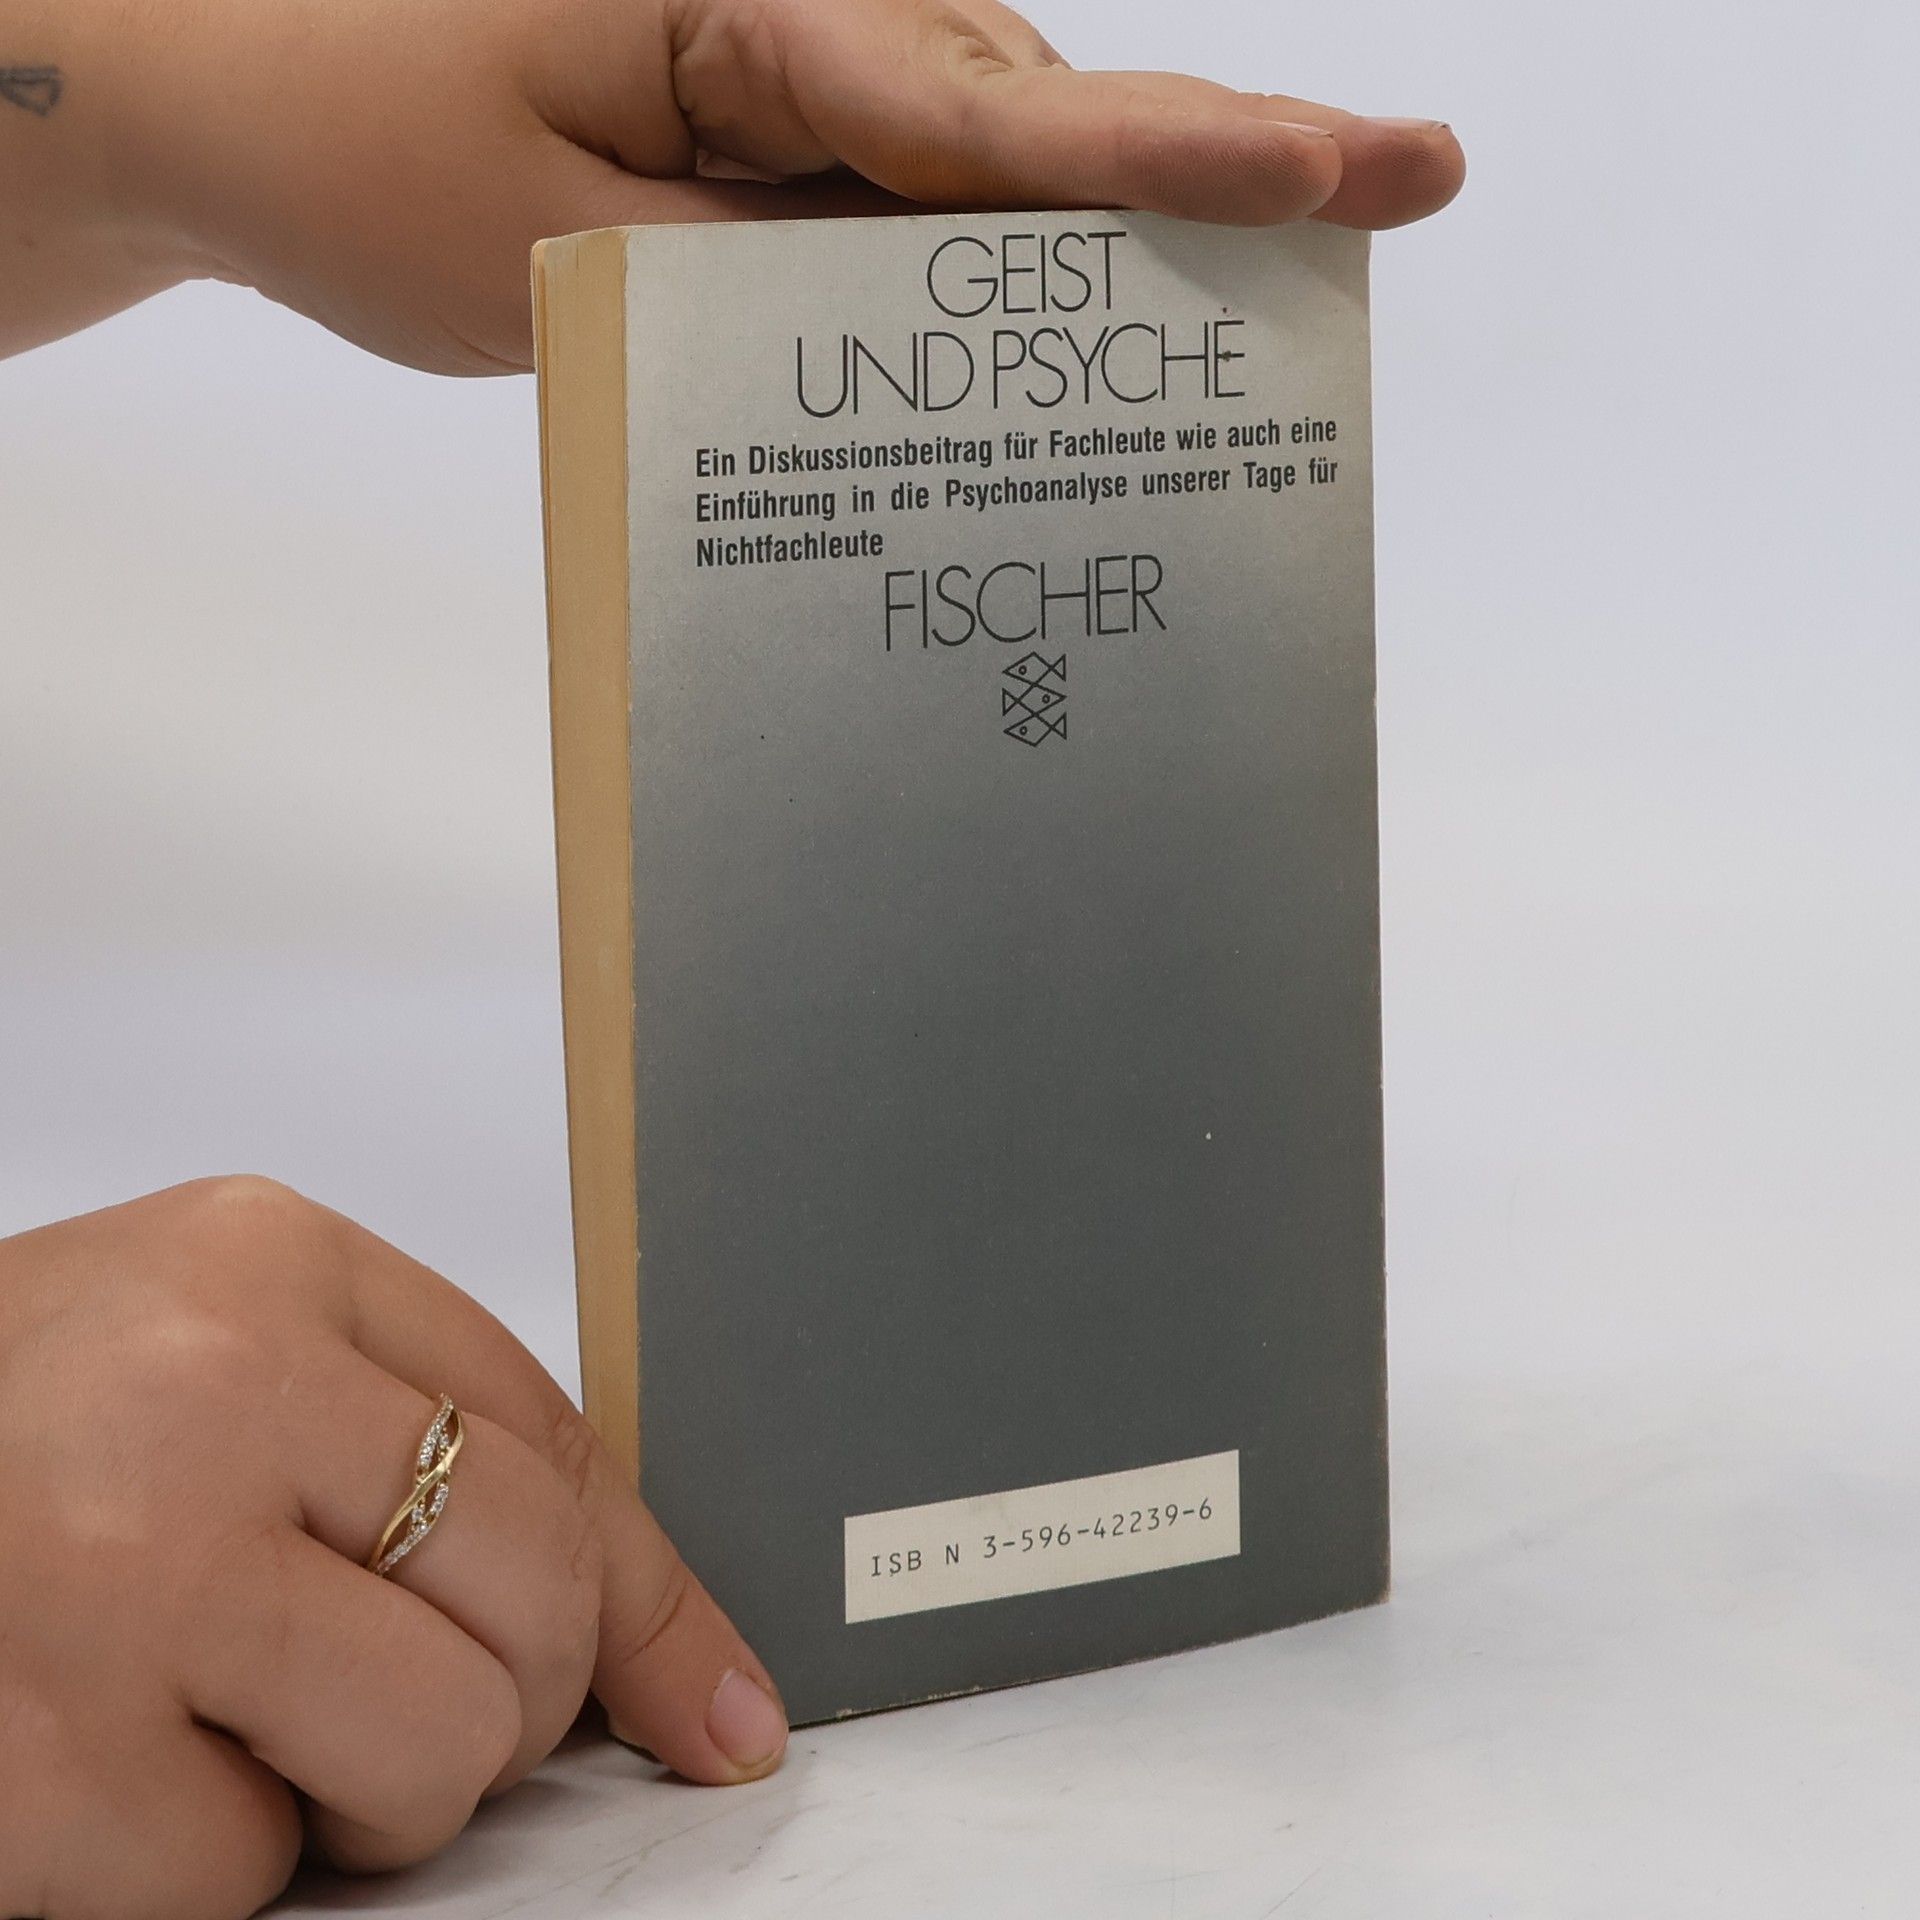 GEIST
UND PSYCHE
Ein Diskussionsbeitrag für Fachleute wie auch eine
Einführung in die Psychoanalyse unserer Tage für
Nichtfachleute
FISCHER
ISB N 3-596-42239-6